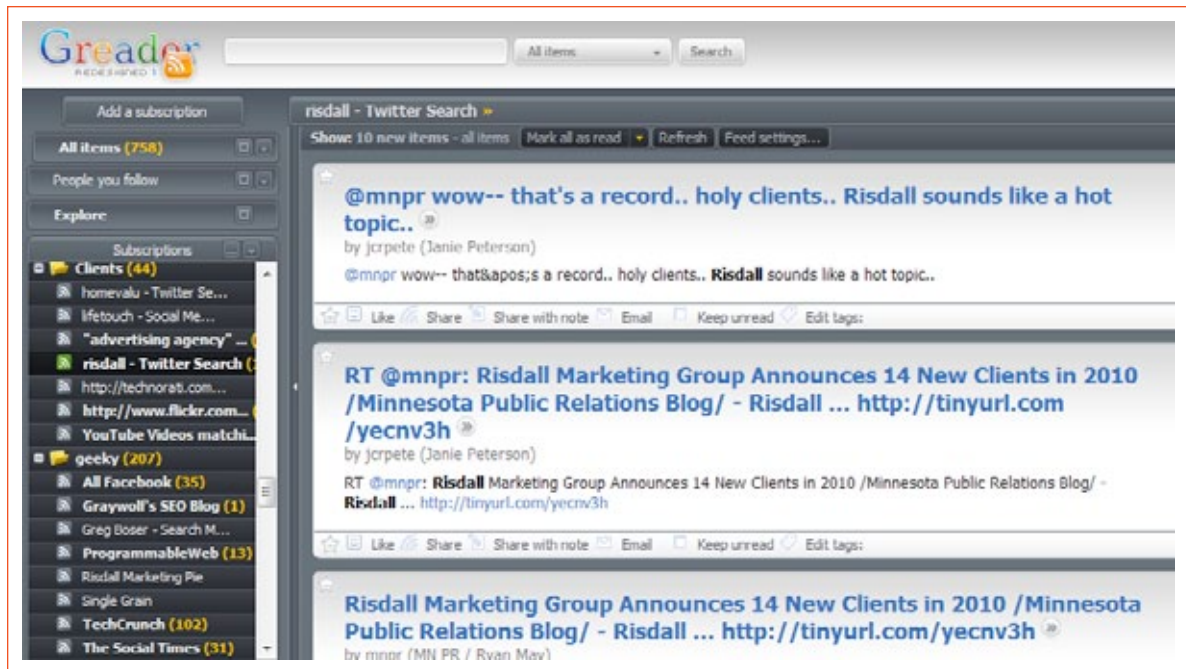 Greader
REDESIGNED
All items
Search
Add a subscription
All items (758)
People you follow
Explore
Subscriptions
Clients (44)
homevalu - Twitter Se...
lifetouch - Social Me...
"advertising agency" ...
risdall - Twitter Search
http://technorati.com...
http://www.flickr.com...
YouTube Videos matchi...
geeky (207)
All Facebook (35)
Graywolf's SEO Blog (1)
Greg Boser - Search M...
ProgrammableWeb (13)
Risdall Marketing Pie
Single Grain
TechCrunch (102)
The Social Times (31)
risdall - Twitter Search »
Show: 10 new items - all items Mark all as read Refresh Feed settings...
@mnpr wow-- that's a record.. holy clients.. Risdall sounds like a hot
topic.. »
by jcrpete (Janie Peterson)
@mnpr wow-- that&apos;s a record.. holy clients.. Risdall sounds like a hot topic..
Like Share Share with note Email Keep unread Edit tags:
RT @mnpr: Risdall Marketing Group Announces 14 New Clients in 2010
/Minnesota Public Relations Blog/ - Risdall ... http://tinyurl.com
/yecnv3h »
by jcrpete (Janie Peterson)
RT @mnpr: Risdall Marketing Group Announces 14 New Clients in 2010 /Minnesota Public Relations Blog/ -
Risdall ... http://tinyurl.com/yecnv3h
Like Share Share with note Email Keep unread Edit tags:
Risdall Marketing Group Announces 14 New Clients in 2010 /Minnesota
Public Relations Blog/ - Risdall ... http://tinyurl.com/yecnv3h »
by mnpr (MN PR / Ryan May)